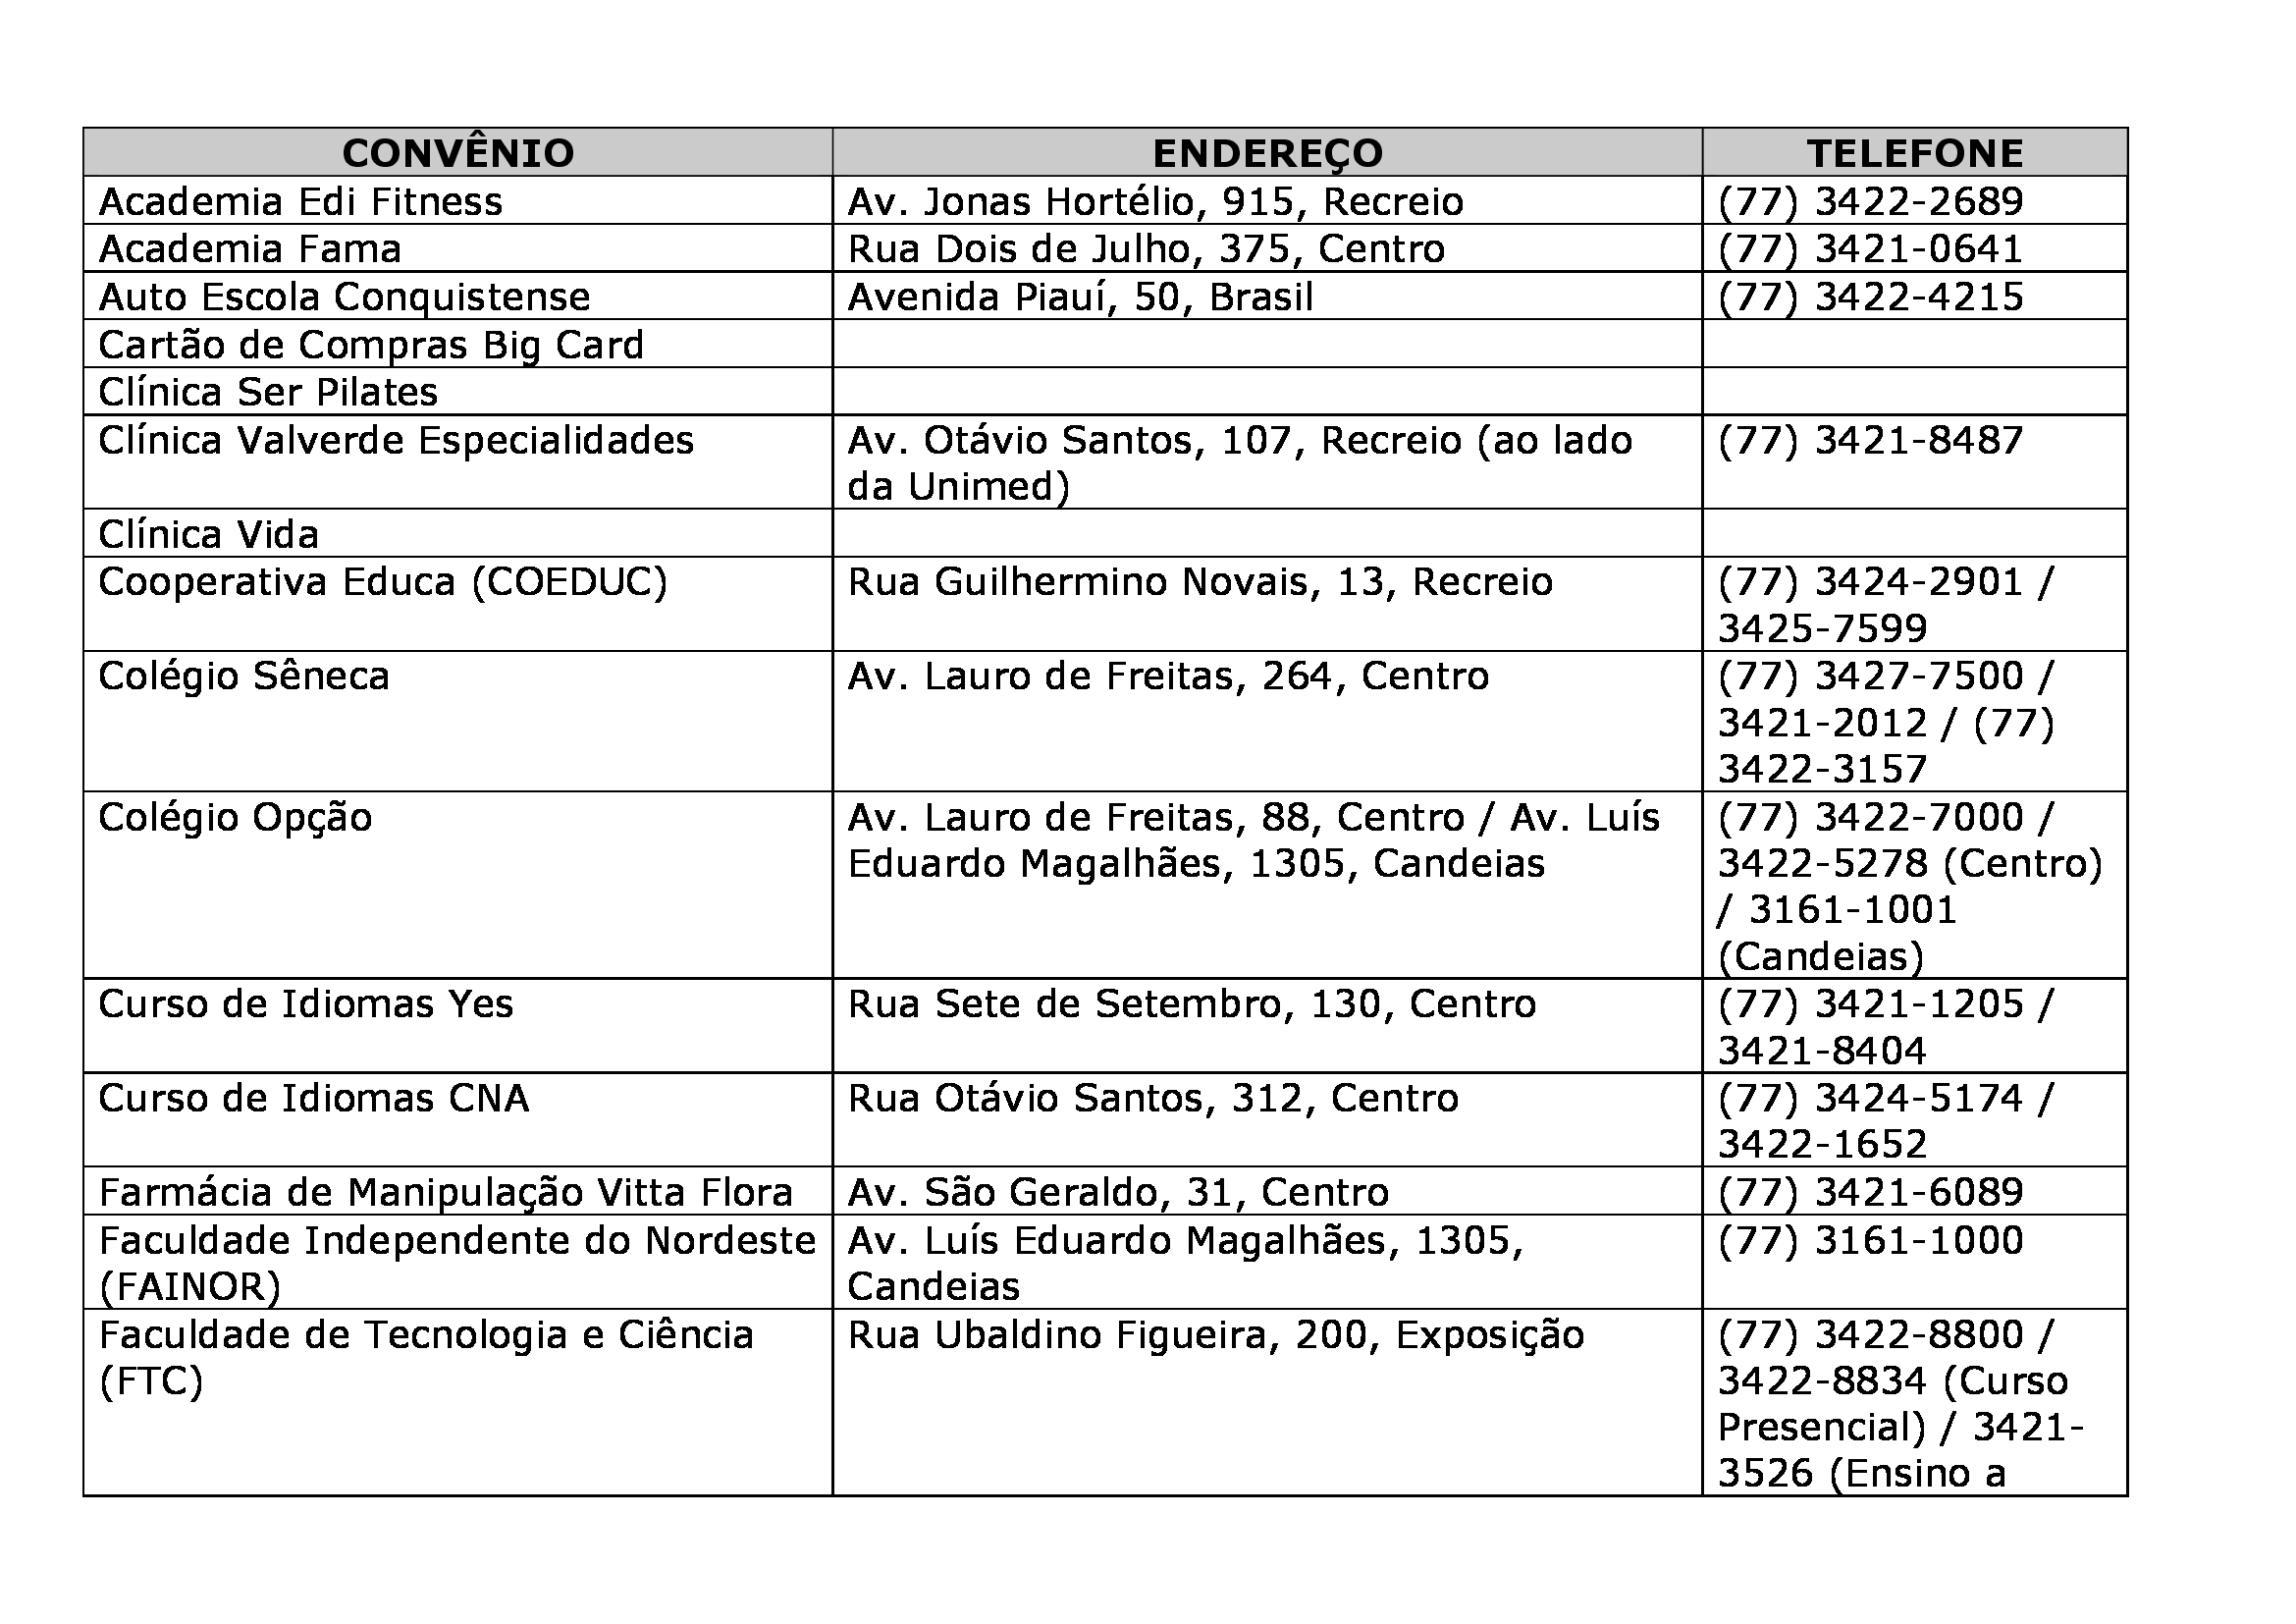 CONVÊNIO ENDEREÇO TELEFONE
Academia Edi Fitness Av. Jonas Hortélio, 915, Recreio (77) 3422-2689
Academia Fama Rua Dois de Julho, 375, Centro (77) 3421-0641
Auto Escola Conquistense Avenida Piauí, 50, Brasil (77) 3422-4215
Cartão de Compras Big Card
Clínica Ser Pilates
Clínica Valverde Especialidades Av. Otávio Santos, 107, Recreio (ao lado (77) 3421-8487
da Unimed)
Clínica Vida
Cooperativa Educa (COEDUC) Rua Guilhermino Novais, 13, Recreio (77) 3424-2901 /
3425-7599
Colégio Sêneca Av. Lauro de Freitas, 264, Centro (77) 3427-7500 /
3421-2012 / (77)
3422-3157
Colégio Opção Av. Lauro de Freitas, 88, Centro / Av. Luís (77) 3422-7000 /
Eduardo Magalhães, 1305, Candeias 3422-5278 (Centro)
/ 3161-1001
(Candeias)
Curso de Idiomas Yes Rua Sete de Setembro, 130, Centro (77) 3421-1205 /
3421-8404
Curso de Idiomas CNA Rua Otávio Santos, 312, Centro (77) 3424-5174 /
3422-1652
Farmácia de Manipulação Vitta Flora Av. São Geraldo, 31, Centro (77) 3421-6089
Faculdade Independente do Nordeste Av. Luís Eduardo Magalhães, 1305, (77) 3161-1000
(FAINOR) Candeias
Faculdade de Tecnologia e Ciência Rua Ubaldino Figueira, 200, Exposição (77) 3422-8800 /
(FTC) 3422-8834 (Curso
Presencial) / 3421-
3526 (Ensino a